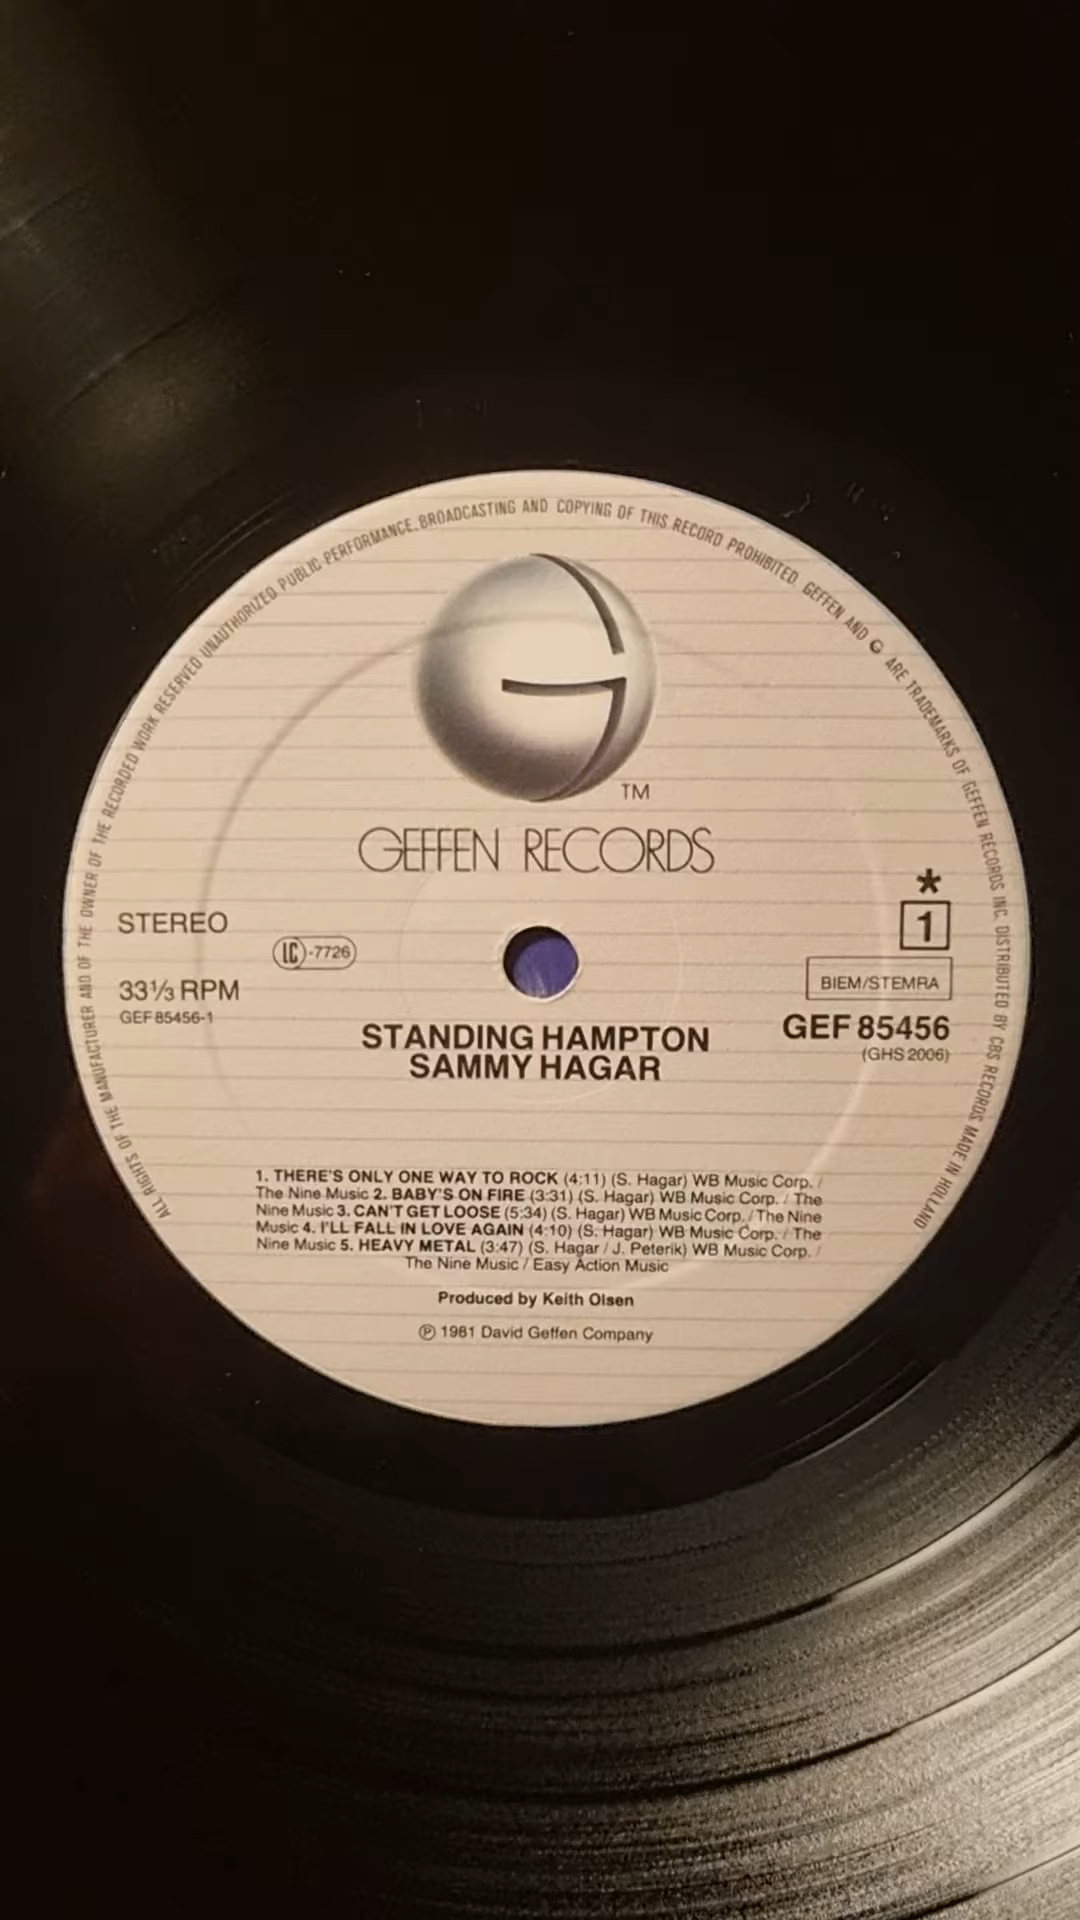 ALL RIGHTS OF THE MANUFACTURER AND OF THE OWNER OF THE RECORDED WORK RESERVED UNAUTHORIZED PUBLIC PERFORMANCE, BROADCASTING AND COPYING OF THIS RECORD PROHIBITED. GEFFEN AND G ARE TRADEMARKS OF GEFFEN RECORDS INC. DISTRIBUTED BY CBS RECORDS MADE IN HOLLAND
TM
GEFFEN RECORDS
STEREO
LC-7726
33⅓ RPM
GEF 85456-1
*
1
BIEM/STEMRA
GEF 85456
(GHS 2006)
STANDING HAMPTON
SAMMY HAGAR
1. THERE'S ONLY ONE WAY TO ROCK (4:11) (S. Hagar) WB Music Corp. /
The Nine Music 2. BABY'S ON FIRE (3:31) (S. Hagar) WB Music Corp. / The
Nine Music 3. CAN'T GET LOOSE (5:34) (S. Hagar) WB Music Corp. / The Nine
Music 4. I'LL FALL IN LOVE AGAIN (4:10) (S. Hagar) WB Music Corp. / The
Nine Music 5. HEAVY METAL (3:47) (S. Hagar / J. Peterik) WB Music Corp. /
The Nine Music / Easy Action Music
Produced by Keith Olsen
℗ 1981 David Geffen Company